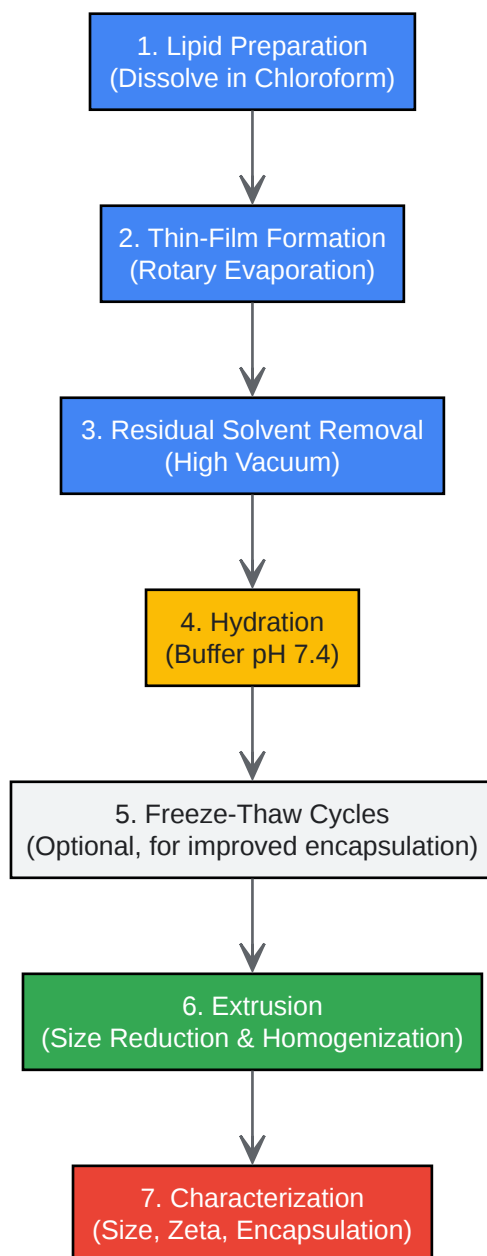 1. Lipid Preparation
(Dissolve in Chloroform)
2. Thin-Film Formation
(Rotary Evaporation)
3. Residual Solvent Removal
(High Vacuum)
4. Hydration
(Buffer pH 7.4)
5. Freeze-Thaw Cycles
(Optional, for improved encapsulation)
6. Extrusion
(Size Reduction & Homogenization)
7. Characterization
(Size, Zeta, Encapsulation)